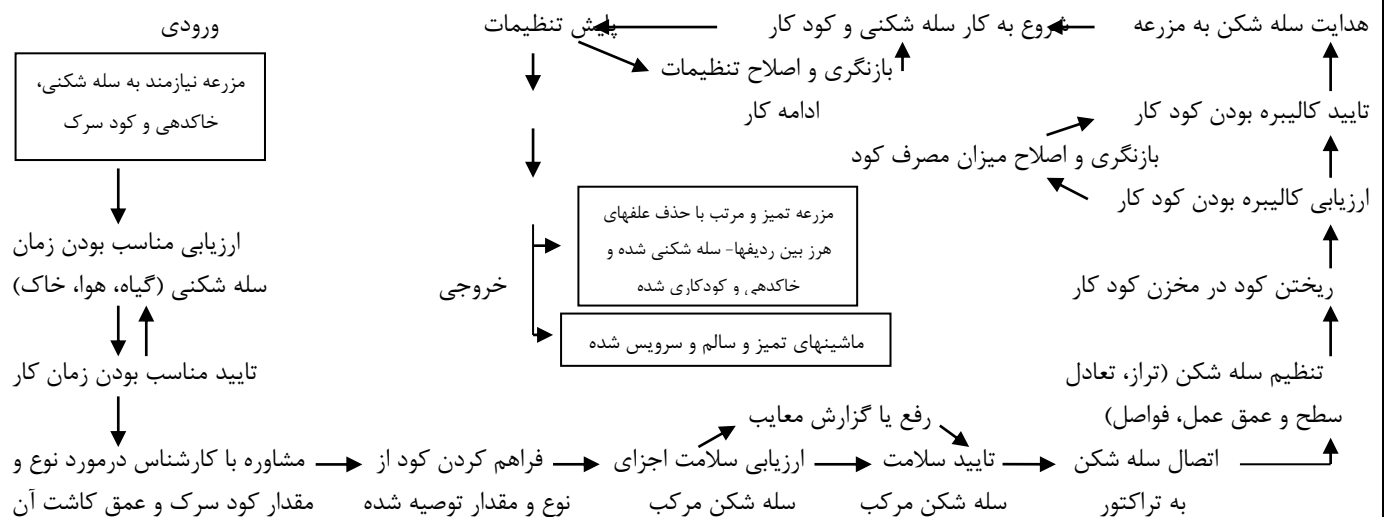 ورودی
مزرعه نیازمند به سله شکنی،
خاکدهی و کود سرک
ارزیابی مناسب بودن زمان
سله شکنی (گیاه، هوا، خاک)
تایید مناسب بودن زمان کار
مشاوره با کارشناس درمورد نوع و
مقدار کود سرک و عمق کاشت آن
فراهم کردن کود از
نوع و مقدار توصیه شده
ارزیابی سلامت اجزای
سله شکن مرکب
رفع یا گزارش معایب
تایید سلامت
سله شکن مرکب
اتصال سله شکن
به تراکتور
تنظیم سله شکن (تراز، تعادل
سطح و عمق عمل، فواصل)
ریختن کود در مخزن کود کار
ارزیابی کالیبره بودن کود کار
بازنگری و اصلاح میزان مصرف کود
تایید کالیبره بودن کود کار
هدایت سله شکن به مزرعه
شروع به کار سله شکنی و کود کار
پایش تنظیمات
بازنگری و اصلاح تنظیمات
ادامه کار
خروجی
مزرعه تمیز و مرتب با حذف علفهای
هرز بین ردیفها- سله شکنی شده و
خاکدهی و کودکاری شده
ماشینهای تمیز و سالم و سرویس شده